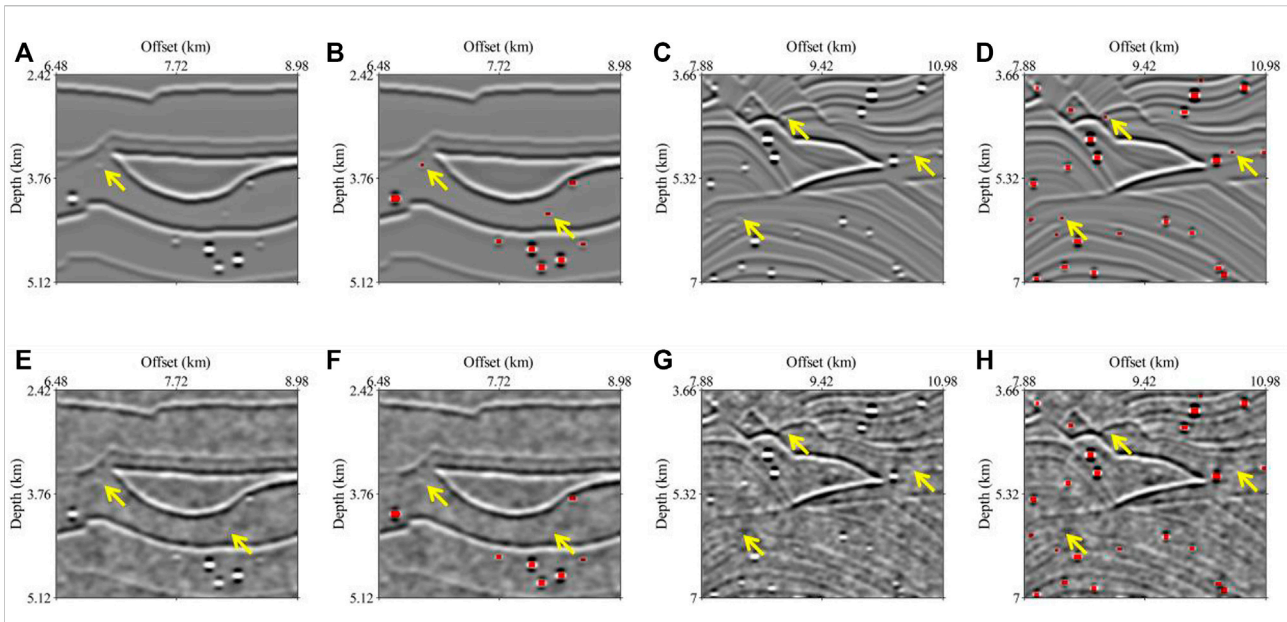 A
Offset (km)
6.48 7.72 8.98
2.42
3.76
5.12
Depth (km)
B
Offset (km)
6.48 7.72 8.98
2.42
3.76
5.12
Depth (km)
C
Offset (km)
7.88 9.42 10.98
3.66
5.32
7
Depth (km)
D
Offset (km)
7.88 9.42 10.98
3.66
5.32
7
Depth (km)
E
Offset (km)
6.48 7.72 8.98
2.42
3.76
5.12
Depth (km)
F
Offset (km)
6.48 7.72 8.98
2.42
3.76
5.12
Depth (km)
G
Offset (km)
7.88 9.42 10.98
3.66
5.32
7
Depth (km)
H
Offset (km)
7.88 9.42 10.98
3.66
5.32
7
Depth (km)